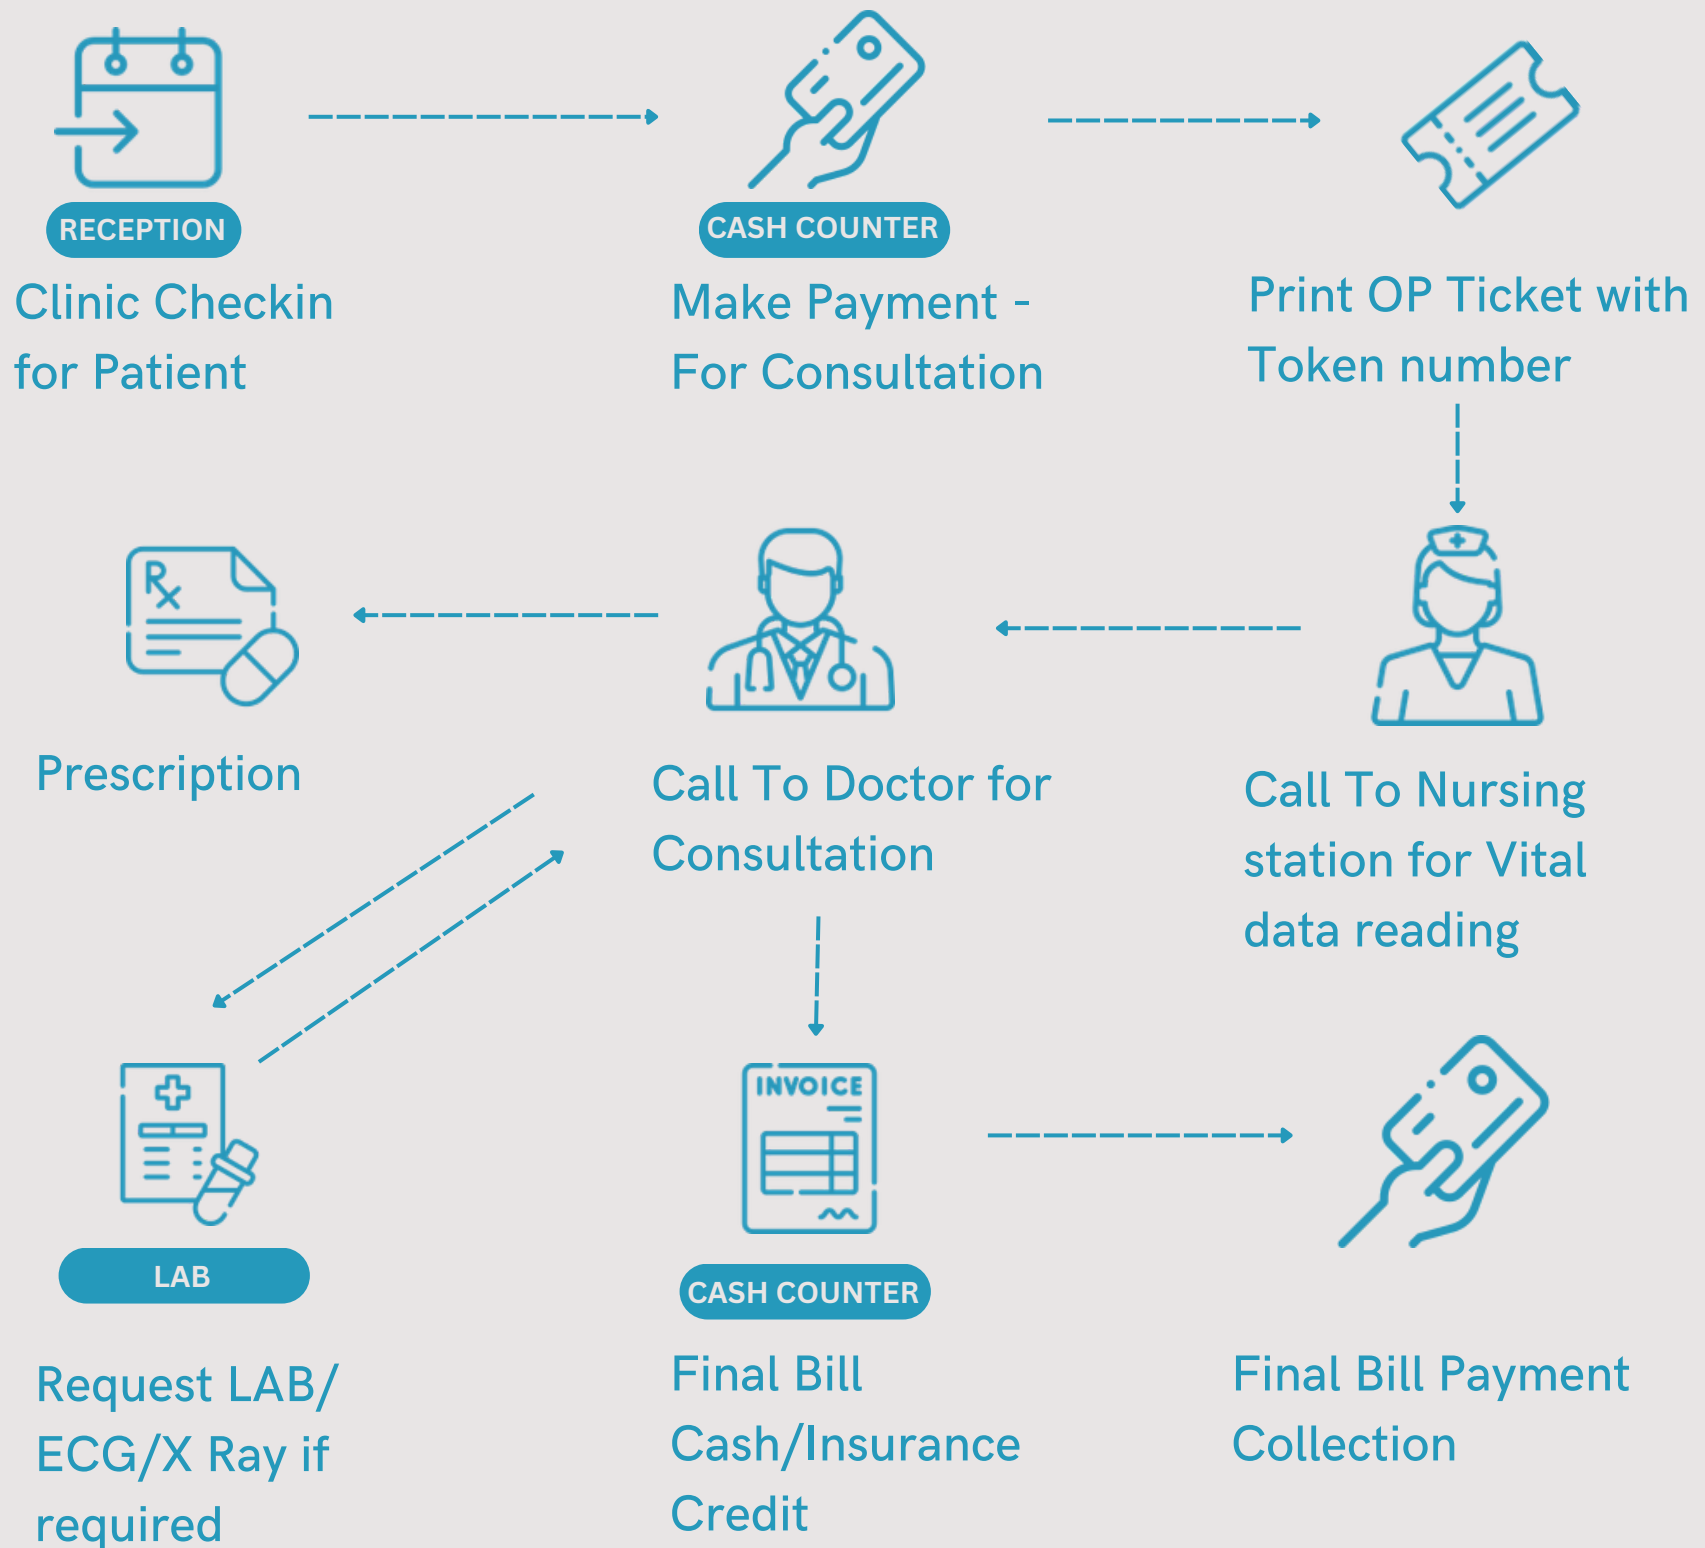 RECEPTION
Clinic Checkin
for Patient
CASH COUNTER
Make Payment -
For Consultation
Print OP Ticket with
Token number
Rx
Prescription
Call To Doctor for
Consultation
Call To Nursing
station for Vital
data reading
LAB
Request LAB/
ECG/X Ray if
required
INVOICE
CASH COUNTER
Final Bill
Cash/Insurance
Credit
Final Bill Payment
Collection